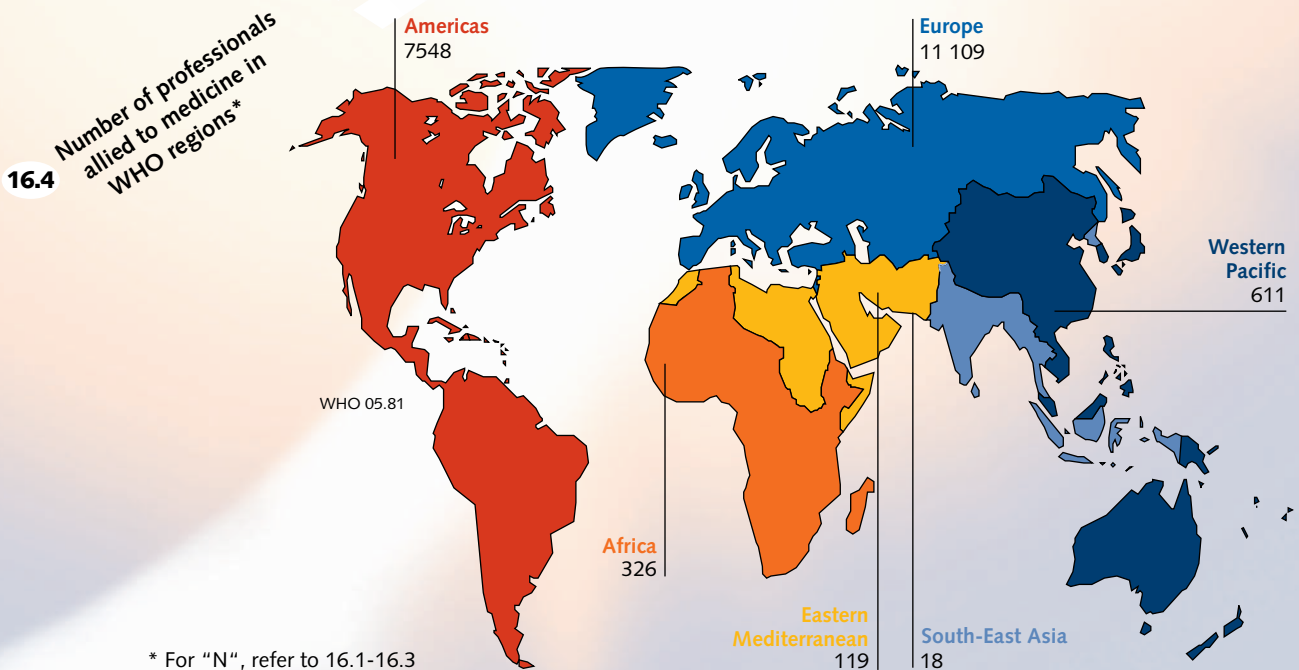 16.4
Number of professionals
allied to medicine in
WHO regions*
Americas
7548
Europe
11 109
Western
Pacific
611
WHO 05.81
Africa
326
Eastern
Mediterranean
119
South-East Asia
18
* For “N“, refer to 16.1-16.3